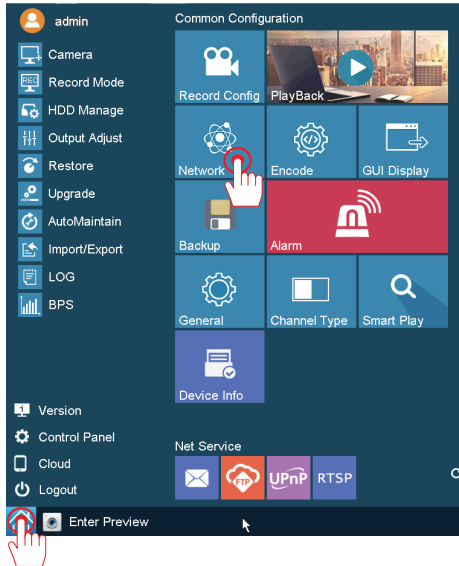 admin
Camera
REC
Record Mode
HDD Manage
Output Adjust
Restore
Upgrade
AutoMaintain
Import/Export
LOG
BPS
Version
Control Panel
Cloud
Logout
Enter Preview
Common Configuration
Record Config
PlayBack
Network
Encode
GUI Display
Backup
Alarm
General
Channel Type
Smart Play
Device Info
Net Service
FTP
UPnP
RTSP